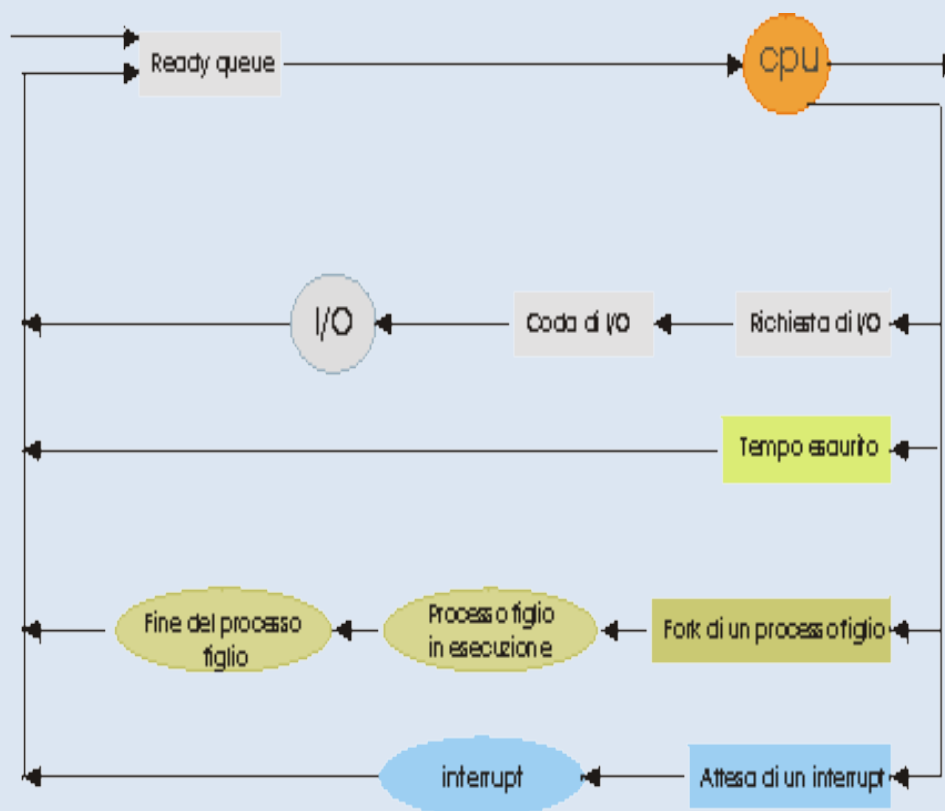 Ready queue
cpu
I/O
Coda di I/O
Richiesta di I/O
Tempo esaurito
Fine del processo
figlio
Processo figlio
in esecuzione
Fork di un processo figlio
interrupt
Attesa di un interrupt